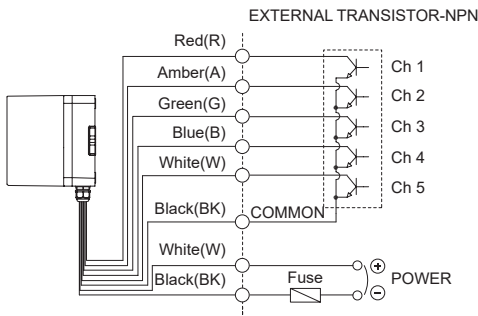 EXTERNAL TRANSISTOR-NPN
Red(R)
Ch 1
Amber(A)
Ch 2
Green(G)
Ch 3
Blue(B)
Ch 4
White(W)
Ch 5
Black(BK)
COMMON
White(W)
POWER
Black(BK)
Fuse